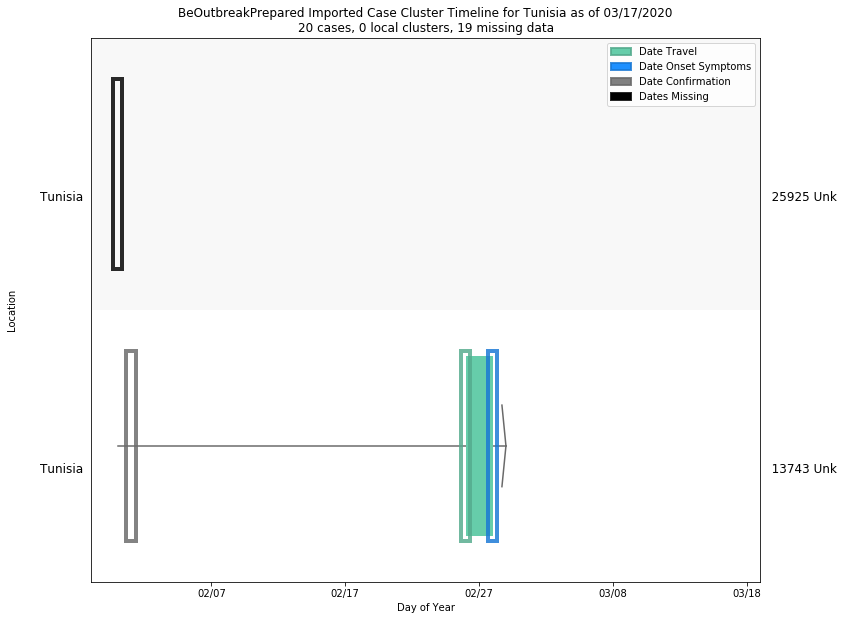 BeOutbreakPrepared Imported Case Cluster Timeline for Tunisia as of 03/17/2020
20 cases, 0 local clusters, 19 missing data
Date Travel
Date Onset Symptoms
Date Confirmation
Dates Missing
Tunisia
25925 Unk
Location
Tunisia
13743 Unk
02/07
02/17
02/27
03/08
03/18
Day of Year